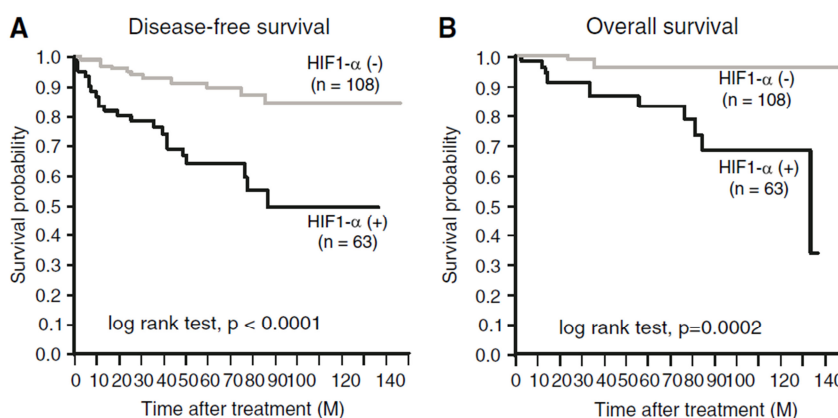 A
Disease-free survival
Survival probability
1.0
0.9
0.8
0.7
0.6
0.5
0.4
0.3
0.2
0.1
0.0
HIF1-α (-)
(n = 108)
HIF1-α (+)
(n = 63)
log rank test, p < 0.0001
0 10 20 30 40 50 60 70 80 90 100 120 140
Time after treatment (M)
B
Overall survival
Survival probability
1.0
0.9
0.8
0.7
0.6
0.5
0.4
0.3
0.2
0.1
0.0
HIF1-α (-)
(n = 108)
HIF1-α (+)
(n = 63)
log rank test, p=0.0002
0 10 20 30 40 50 60 70 80 90 100 120 140
Time after treatment (M)